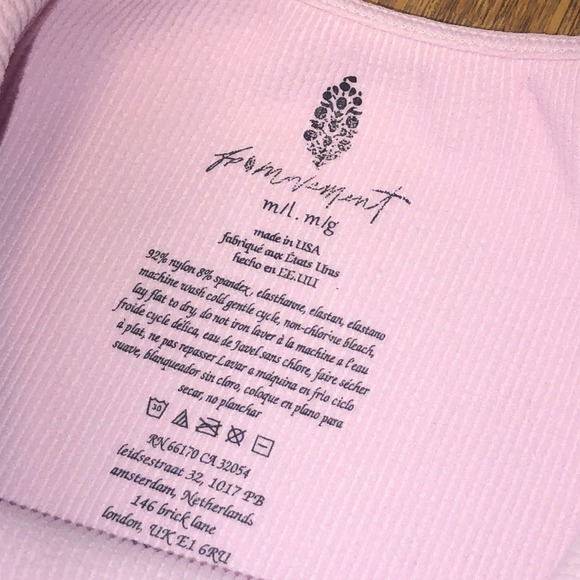 fp movement
m/l. m/g
made in USA
fabriqué aux États Unus
hecho en EE.UU
92% nylon 8% spandex, elasthanne, elastan, elastano
machine wash cold gentle cycle, non-chlorine bleach,
lay flat to dry, do not iron laver à la machine a l'eau
froide cycle délica, eau de Javel sans chlore, faire sécher
à plat, ne pas repasser Lavar a máquina en frío ciclo
suave, blanqueador sin cloro, coloque en plano para
secar, no planchar
30
RN 66170 CA 32054
leidsestraat 32, 1017 PB
amsterdam, Netherlands
146 brick lane
london, UK E1 6RU